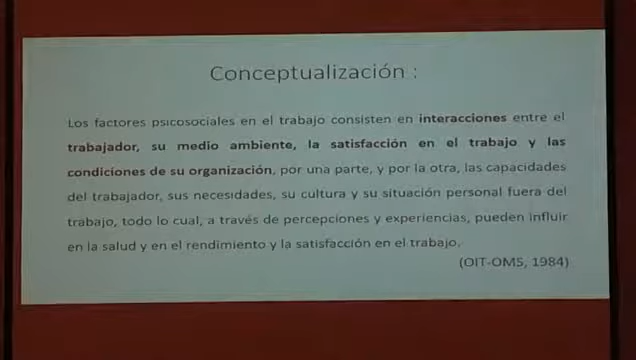 Conceptualización :
Los factores psicosociales en el trabajo consisten en interacciones entre el
trabajador, su medio ambiente, la satisfacción en el trabajo y las
condiciones de su organización, por una parte, y por la otra, las capacidades
del trabajador, sus necesidades, su cultura y su situación personal fuera del
trabajo, todo lo cual, a través de percepciones y experiencias, pueden influir
en la salud y en el rendimiento y la satisfacción en el trabajo.
(OIT-OMS, 1984)